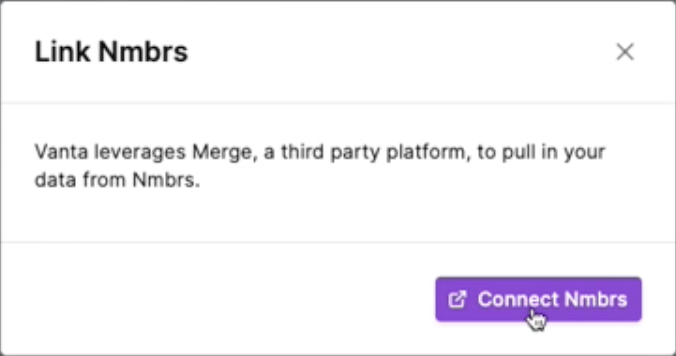 Link Nmbrs
Vanta leverages Merge, a third party platform, to pull in your
data from Nmbrs.
Connect Nmbrs